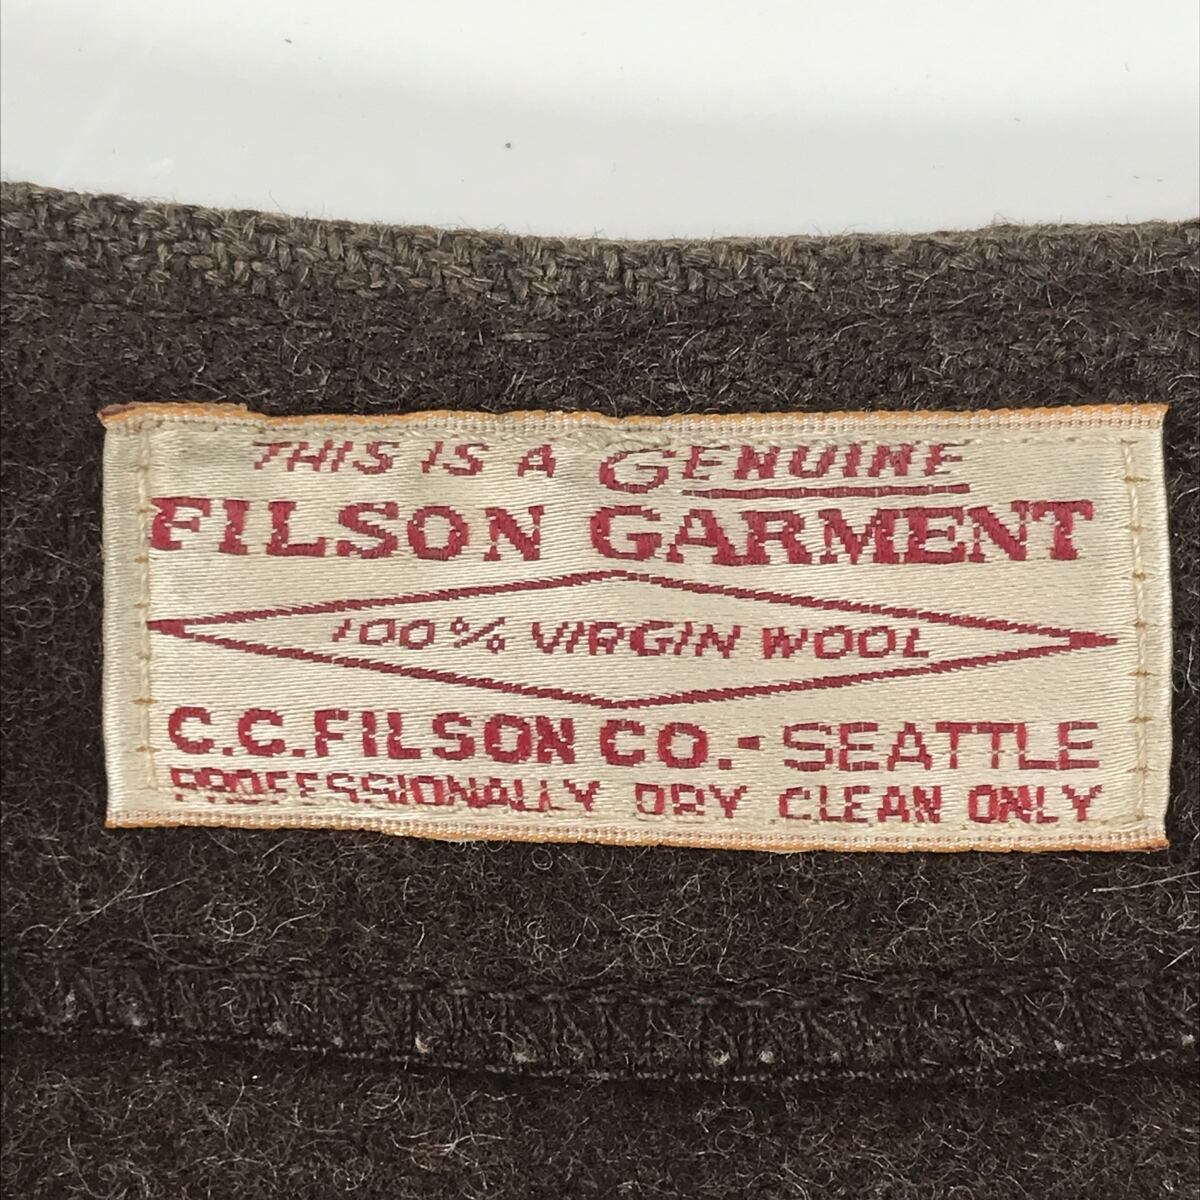 THIS IS A GENUINE
FILSON GARMENT
100% VIRGIN WOOL
C.C. FILSON CO. - SEATTLE
PROFESSIONALLY DRY CLEAN ONLY